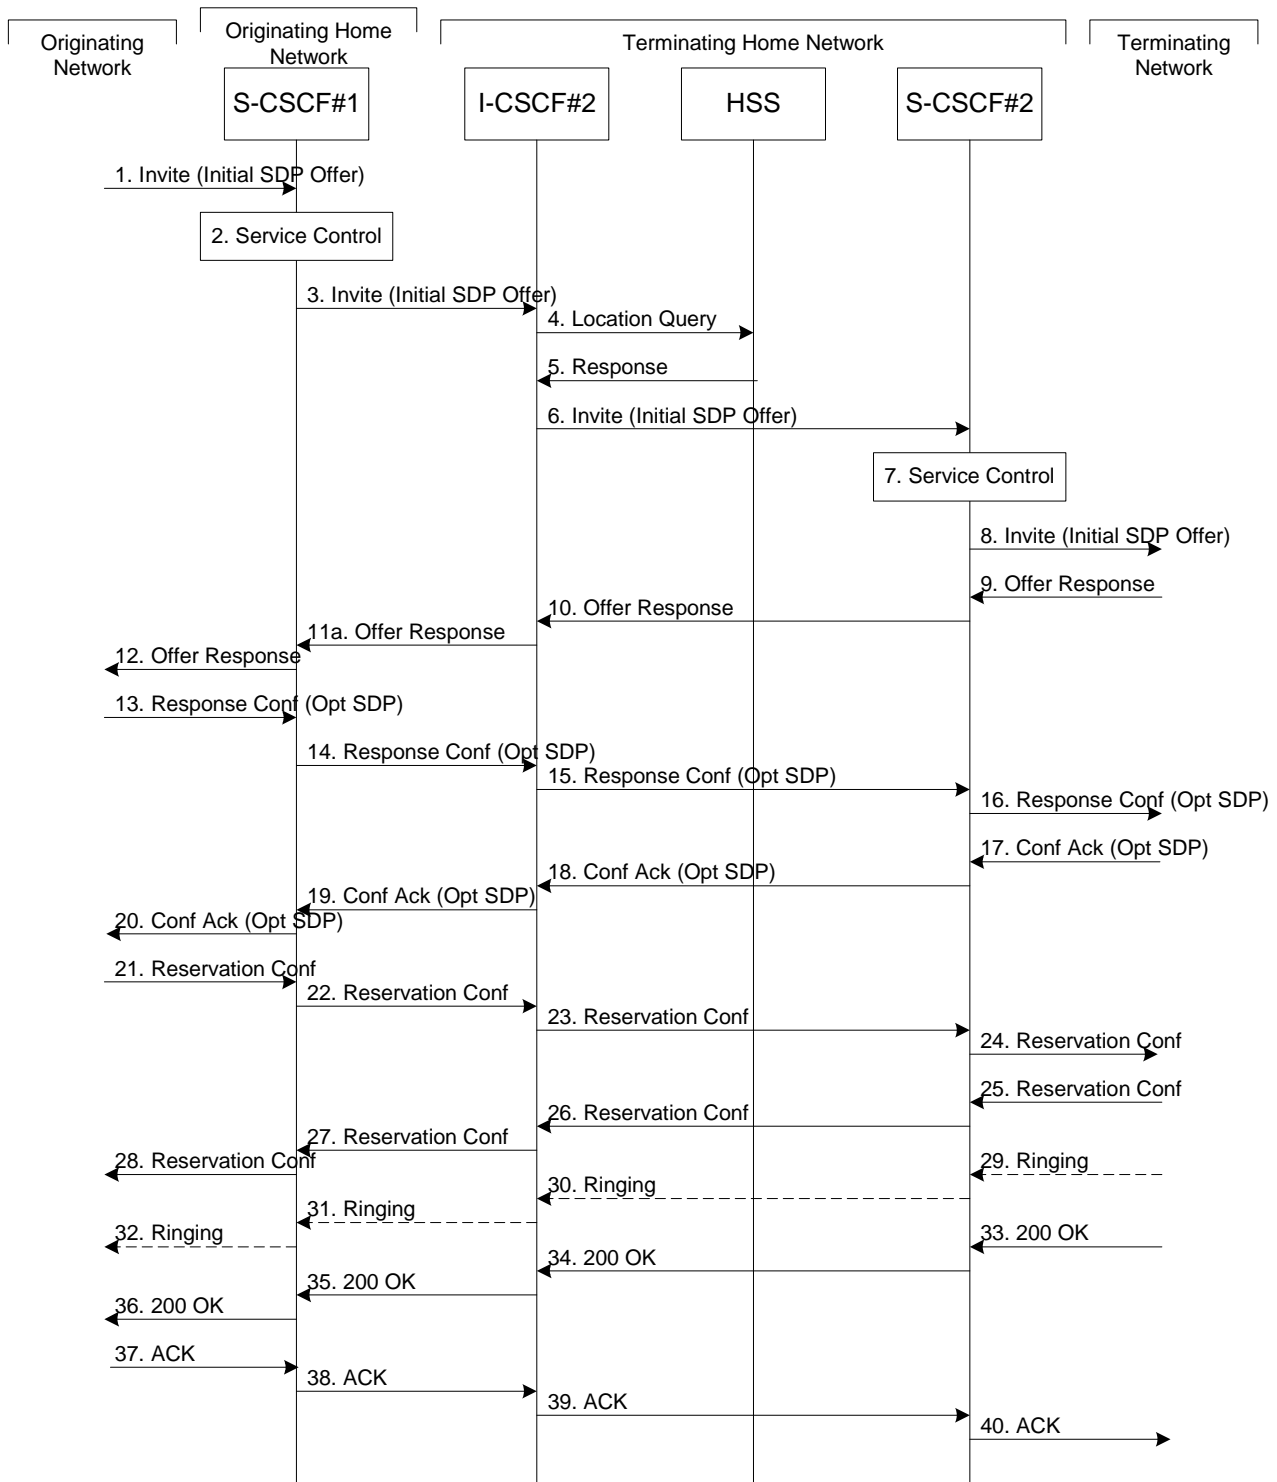 Originating
Network
Originating Home
Network
Terminating Home Network
Terminating
Network
S-CSCF#1
I-CSCF#2
HSS
S-CSCF#2
1. Invite (Initial SDP Offer)
2. Service Control
3. Invite (Initial SDP Offer)
4. Location Query
5. Response
6. Invite (Initial SDP Offer)
7. Service Control
8. Invite (Initial SDP Offer)
9. Offer Response
10. Offer Response
11a. Offer Response
12. Offer Response
13. Response Conf (Opt SDP)
14. Response Conf (Opt SDP)
15. Response Conf (Opt SDP)
16. Response Conf (Opt SDP)
17. Conf Ack (Opt SDP)
18. Conf Ack (Opt SDP)
19. Conf Ack (Opt SDP)
20. Conf Ack (Opt SDP)
21. Reservation Conf
22. Reservation Conf
23. Reservation Conf
24. Reservation Conf
25. Reservation Conf
26. Reservation Conf
27. Reservation Conf
28. Reservation Conf
29. Ringing
30. Ringing
31. Ringing
32. Ringing
33. 200 OK
34. 200 OK
35. 200 OK
36. 200 OK
37. ACK
38. ACK
39. ACK
40. ACK